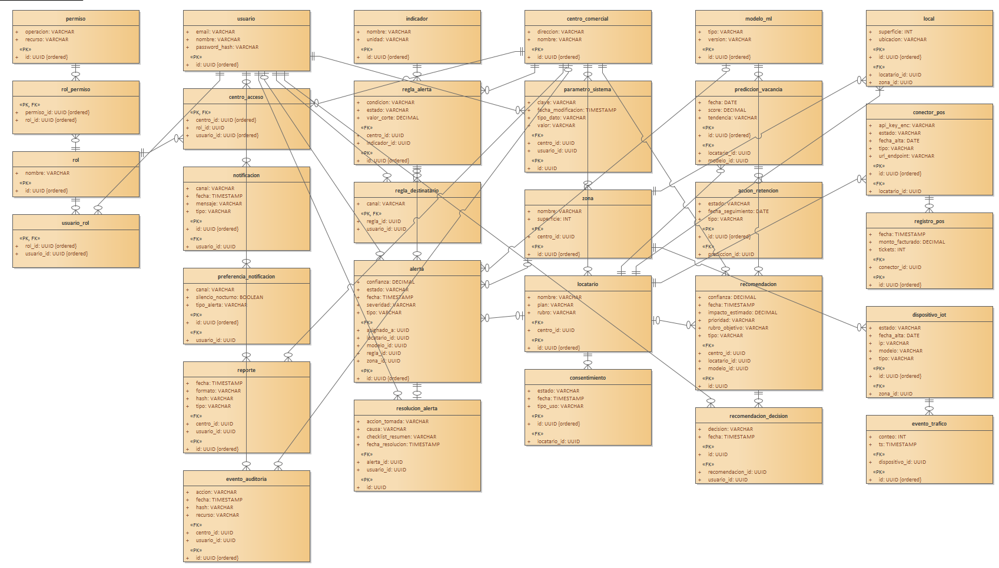 permiso
+ operacion: VARCHAR
+ recurso: VARCHAR
«PK»
+ id: UUID {ordered}
rol_permiso
«PK, FK»
+ permiso_id: UUID {ordered}
+ rol_id: UUID {ordered}
rol
+ nombre: VARCHAR
«PK»
+ id: UUID {ordered}
usuario_rol
«PK, FK»
+ rol_id: UUID {ordered}
+ usuario_id: UUID {ordered}
usuario
+ email: VARCHAR
+ nombre: VARCHAR
+ password_hash: VARCHAR
«PK»
+ id: UUID {ordered}
centro_acceso
«PK, FK»
+ centro_id: UUID {ordered}
+ rol_id: UUID
+ usuario_id: UUID {ordered}
notificacion
+ canal: VARCHAR
+ fecha: TIMESTAMP
+ mensaje: VARCHAR
+ tipo: VARCHAR
«PK»
+ id: UUID {ordered}
«FK»
+ usuario_id: UUID
preferencia_notificacion
+ canal: VARCHAR
+ silencio_nocturno: BOOLEAN
+ tipo_alerta: VARCHAR
«PK»
+ id: UUID {ordered}
«FK»
+ usuario_id: UUID
reporte
+ fecha: TIMESTAMP
+ formato: VARCHAR
+ hash: VARCHAR
+ tipo: VARCHAR
«FK»
+ centro_id: UUID
+ usuario_id: UUID
«PK»
+ id: UUID {ordered}
evento_auditoria
+ accion: VARCHAR
+ fecha: TIMESTAMP
+ hash: VARCHAR
+ recurso: VARCHAR
«FK»
+ centro_id: UUID
+ usuario_id: UUID
«PK»
+ id: UUID {ordered}
indicador
+ nombre: VARCHAR
+ unidad: VARCHAR
«PK»
+ id: UUID {ordered}
regla_alerta
+ condicion: VARCHAR
+ estado: VARCHAR
+ valor_corte: DECIMAL
«FK»
+ centro_id: UUID
+ indicador_id: UUID
«PK»
+ id: UUID {ordered}
regla_destinatario
+ canal: VARCHAR
«PK, FK»
+ regla_id: UUID
+ usuario_id: UUID
alerta
+ confianza: DECIMAL
+ estado: VARCHAR
+ fecha: TIMESTAMP
+ severidad: VARCHAR
+ tipo: VARCHAR
«FK»
+ asignado_a: UUID
+ locatario_id: UUID
+ modelo_id: UUID
+ regla_id: UUID
+ zona_id: UUID
«PK»
+ id: UUID {ordered}
resolucion_alerta
+ accion_tomada: VARCHAR
+ causa: VARCHAR
+ checklist_resumen: VARCHAR
+ fecha_resolucion: TIMESTAMP
«FK»
+ alerta_id: UUID
+ usuario_id: UUID
«PK»
+ id: UUID
centro_comercial
+ direccion: VARCHAR
+ nombre: VARCHAR
«PK»
+ id: UUID {ordered}
parametro_sistema
+ clave: VARCHAR
+ fecha_modificacion: TIMESTAMP
+ tipo_dato: VARCHAR
+ valor: VARCHAR
«FK»
+ centro_id: UUID
+ usuario_id: UUID
«PK»
+ id: UUID
zona
+ nombre: VARCHAR
+ superficie: INT
«FK»
+ centro_id: UUID
«PK»
+ id: UUID {ordered}
locatario
+ nombre: VARCHAR
+ plan: VARCHAR
+ rubro: VARCHAR
«FK»
+ centro_id: UUID
«PK»
+ id: UUID {ordered}
consentimiento
+ estado: VARCHAR
+ fecha: TIMESTAMP
+ tipo_uso: VARCHAR
«PK»
+ id: UUID {ordered}
«FK»
+ locatario_id: UUID
modelo_ml
+ tipo: VARCHAR
+ version: VARCHAR
«PK»
+ id: UUID {ordered}
prediccion_vacancia
+ fecha: DATE
+ score: DECIMAL
+ tendencia: VARCHAR
«PK»
+ id: UUID {ordered}
«FK»
+ locatario_id: UUID
+ modelo_id: UUID
accion_retencion
+ estado: VARCHAR
+ fecha_seguimiento: DATE
+ tipo: VARCHAR
«PK»
+ id: UUID {ordered}
«FK»
+ prediccion_id: UUID
recomendacion
+ confianza: DECIMAL
+ fecha: TIMESTAMP
+ impacto_estimado: DECIMAL
+ prioridad: VARCHAR
+ rubro_objetivo: VARCHAR
+ tipo: VARCHAR
«FK»
+ centro_id: UUID
+ locatario_id: UUID
+ modelo_id: UUID
«PK»
+ id: UUID
recomendacion_decision
+ decision: VARCHAR
+ fecha: TIMESTAMP
«PK»
+ id: UUID
«FK»
+ recomendacion_id: UUID
+ usuario_id: UUID
local
+ superficie: INT
+ ubicacion: VARCHAR
«PK»
+ id: UUID {ordered}
«FK»
+ locatario_id: UUID
+ zona_id: UUID
conector_pos
+ api_key_enc: VARCHAR
+ estado: VARCHAR
+ fecha_alta: DATE
+ tipo: VARCHAR
+ url_endpoint: VARCHAR
«PK»
+ id: UUID {ordered}
«FK»
+ locatario_id: UUID
registro_pos
+ fecha: TIMESTAMP
+ monto_facturado: DECIMAL
+ tickets: INT
«FK»
+ conector_id: UUID
«PK»
+ id: UUID {ordered}
dispositivo_iot
+ estado: VARCHAR
+ fecha_alta: DATE
+ ip: VARCHAR
+ modelo: VARCHAR
+ tipo: VARCHAR
«PK»
+ id: UUID {ordered}
«FK»
+ zona_id: UUID
evento_trafico
+ conteo: INT
+ ts: TIMESTAMP
«FK»
+ dispositivo_id: UUID
«PK»
+ id: UUID {ordered}